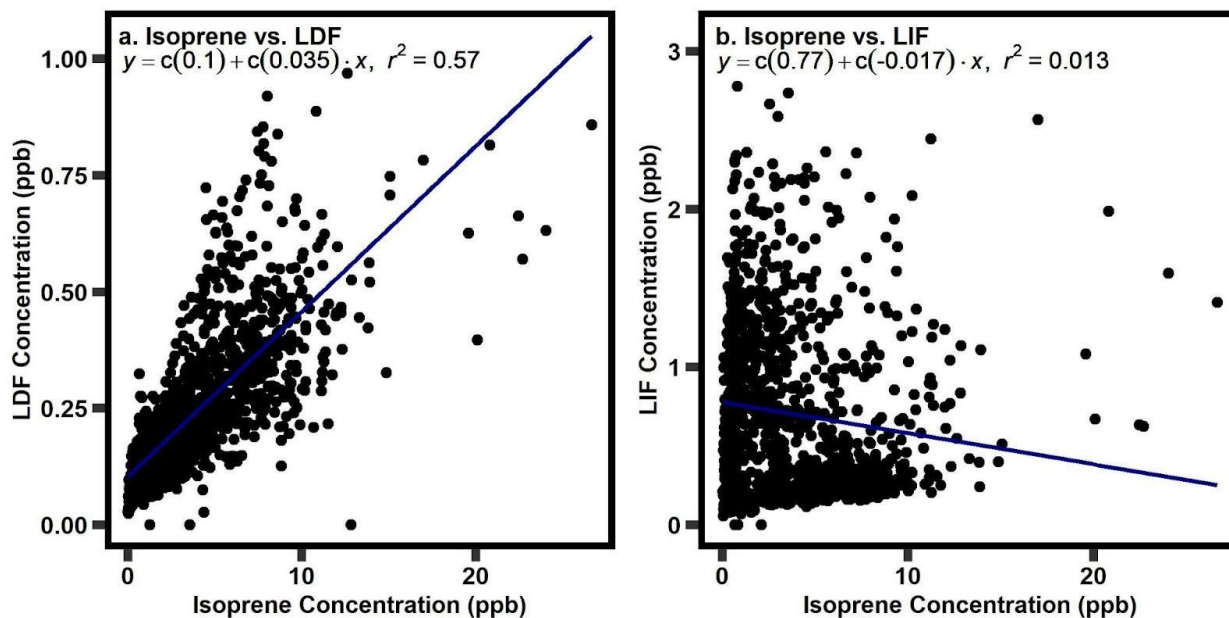 a. Isoprene vs. LDF
y = c(0.1) + c(0.035) · x, r² = 0.57
1.00
0.75
0.50
0.25
0.00
LDF Concentration (ppb)
0 10 20
Isoprene Concentration (ppb)
b. Isoprene vs. LIF
y = c(0.77) + c(-0.017) · x, r² = 0.013
3
2
1
0
LIF Concentration (ppb)
0 10 20
Isoprene Concentration (ppb)